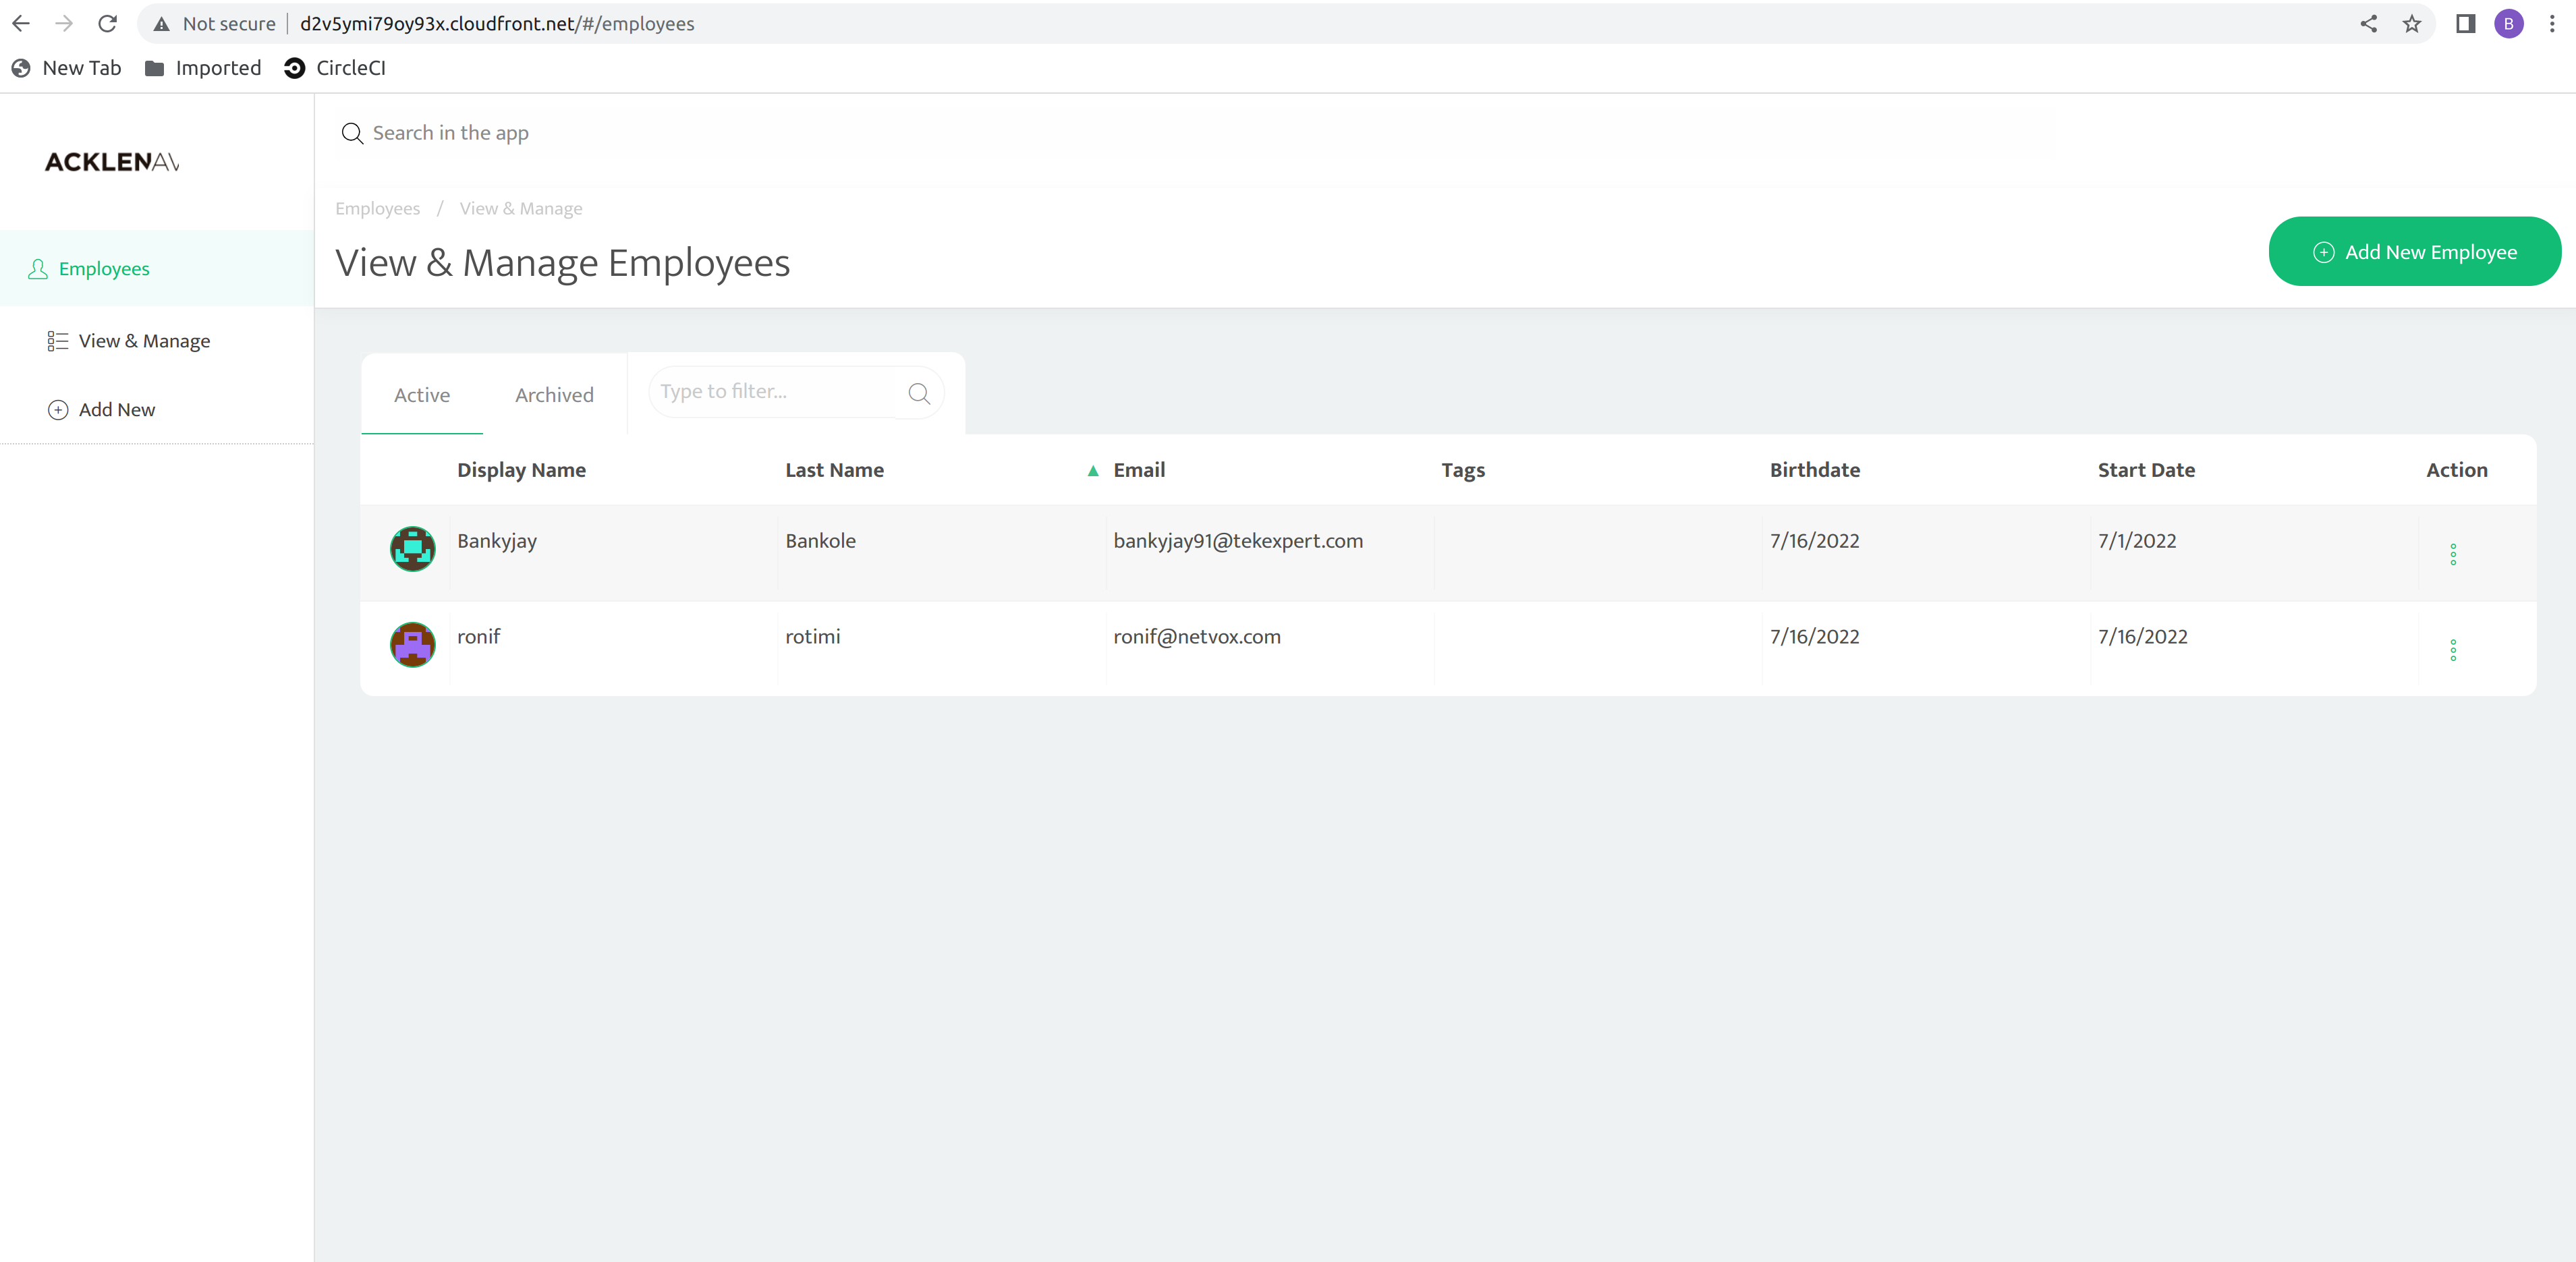 Not secure d2v5ymi79oy93x.cloudfront.net/#/employees B
New Tab Imported CircleCI
Search in the app
ACKLENAV
Employees / View & Manage
View & Manage Employees
Add New Employee
Employees
View & Manage
Add New
Active Archived Type to filter...
Display Name Last Name ▲ Email Tags Birthdate Start Date Action
Bankyjay Bankole bankyjay91@tekexpert.com 7/16/2022 7/1/2022
ronif rotimi ronif@netvox.com 7/16/2022 7/16/2022